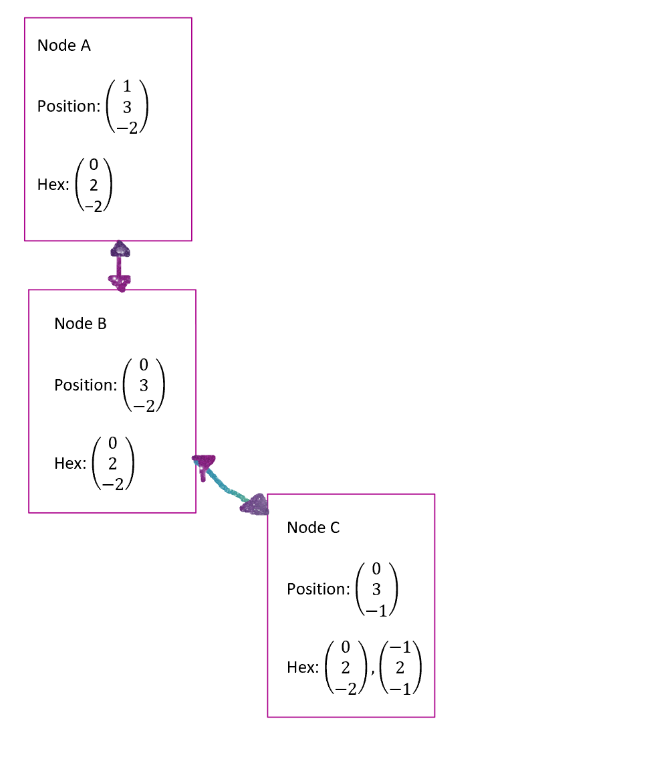 Node A
Position: (1 3 −2)
Hex: (0 2 −2)
Node B
Position: (0 3 −2)
Hex: (0 2 −2)
Node C
Position: (0 3 −1)
Hex: (0 2 −2), (−1 2 −1)